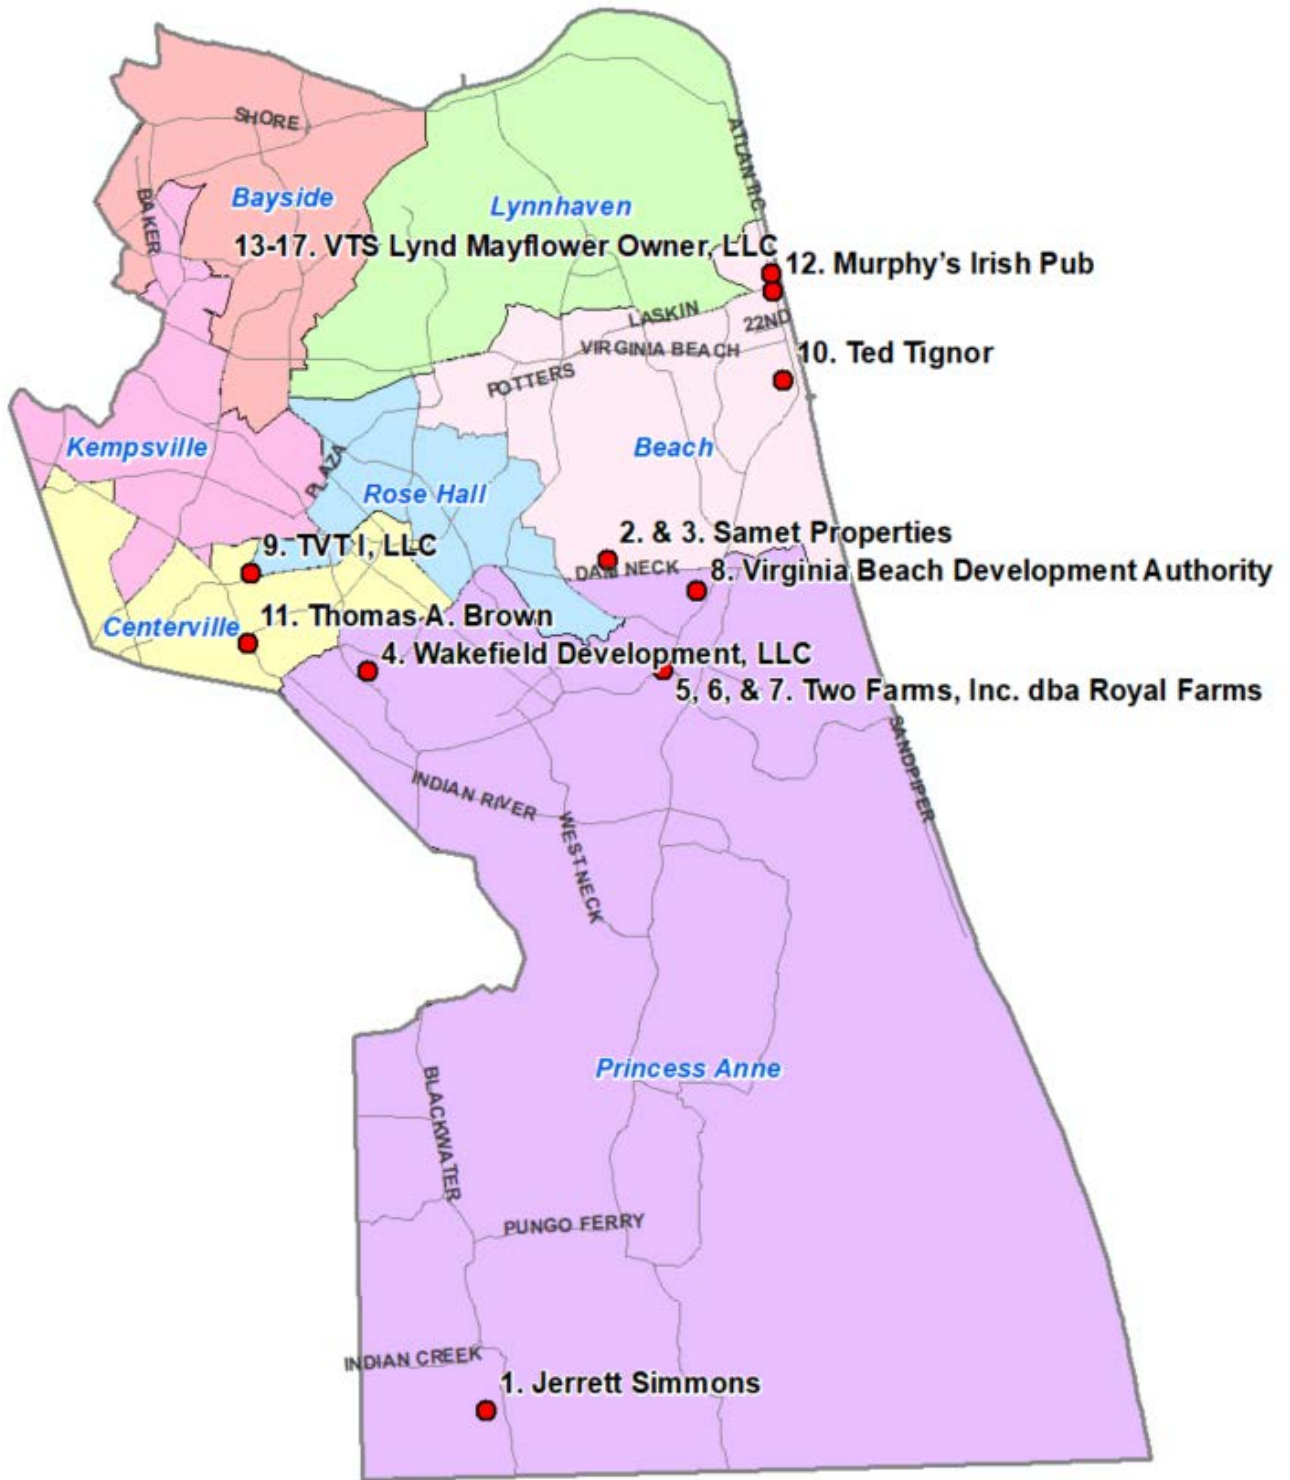 SHORE
ATLANTIC
BAKER
Bayside
Lynnhaven
13-17. VTS Lynd Mayflower Owner, LLC
12. Murphy's Irish Pub
LASKIN
22ND
VIRGINIA BEACH
10. Ted Tignor
POTTERS
Kempsville
Beach
PLAZA
Rose Hall
2. & 3. Samet Properties
9. TVT I, LLC
DAM NECK
8. Virginia Beach Development Authority
11. Thomas A. Brown
Centerville
4. Wakefield Development, LLC
5, 6, & 7. Two Farms, Inc. dba Royal Farms
SANDPIPER
INDIAN RIVER
WEST NECK
Princess Anne
BLACKWATER
PUNGO FERRY
INDIAN CREEK
1. Jerrett Simmons